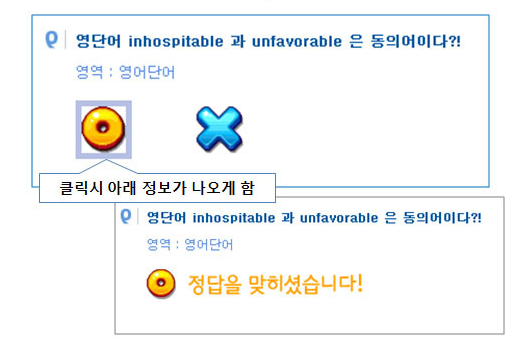 Q 영단어 inhospitable 과 unfavorable 은 동의어이다?!
영역 : 영어단어
클릭시 아래 정보가 나오게 함
Q 영단어 inhospitable 과 unfavorable 은 동의어이다?!
영역 : 영어단어
정답을 맞히셨습니다!